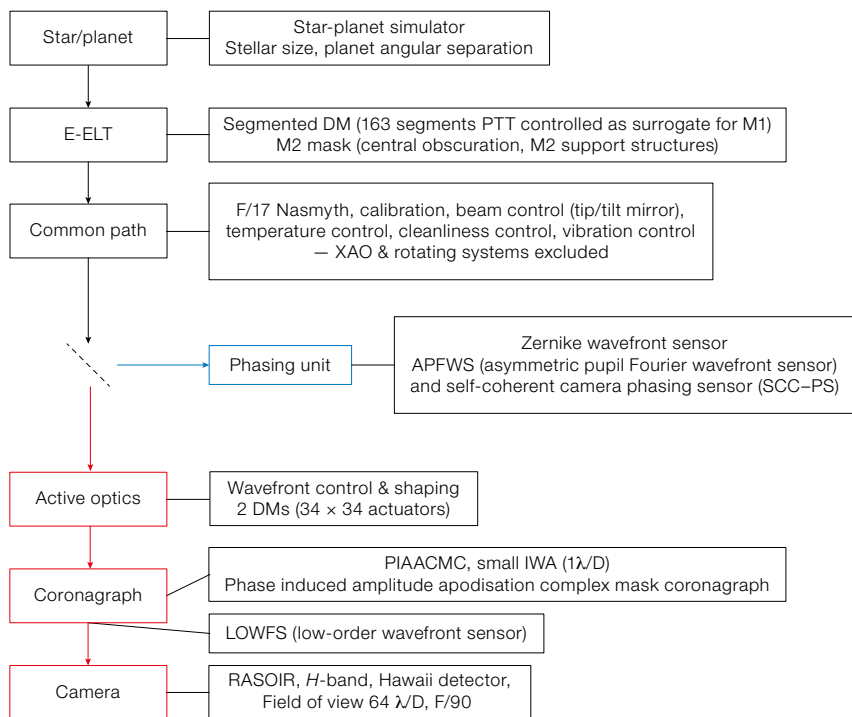 Star/planet
Star-planet simulator
Stellar size, planet angular separation
E-ELT
Segmented DM (163 segments PTT controlled as surrogate for M1)
M2 mask (central obscuration, M2 support structures)
Common path
F/17 Nasmyth, calibration, beam control (tip/tilt mirror),
temperature control, cleanliness control, vibration control
— XAO & rotating systems excluded
Phasing unit
Zernike wavefront sensor
APFWS (asymmetric pupil Fourier wavefront sensor)
and self-coherent camera phasing sensor (SCC–PS)
Active optics
Wavefront control & shaping
2 DMs (34 × 34 actuators)
Coronagraph
PIAACMC, small IWA (1λ/D)
Phase induced amplitude apodisation complex mask coronagraph
LOWFS (low-order wavefront sensor)
Camera
RASOIR, H-band, Hawaii detector,
Field of view 64 λ/D, F/90